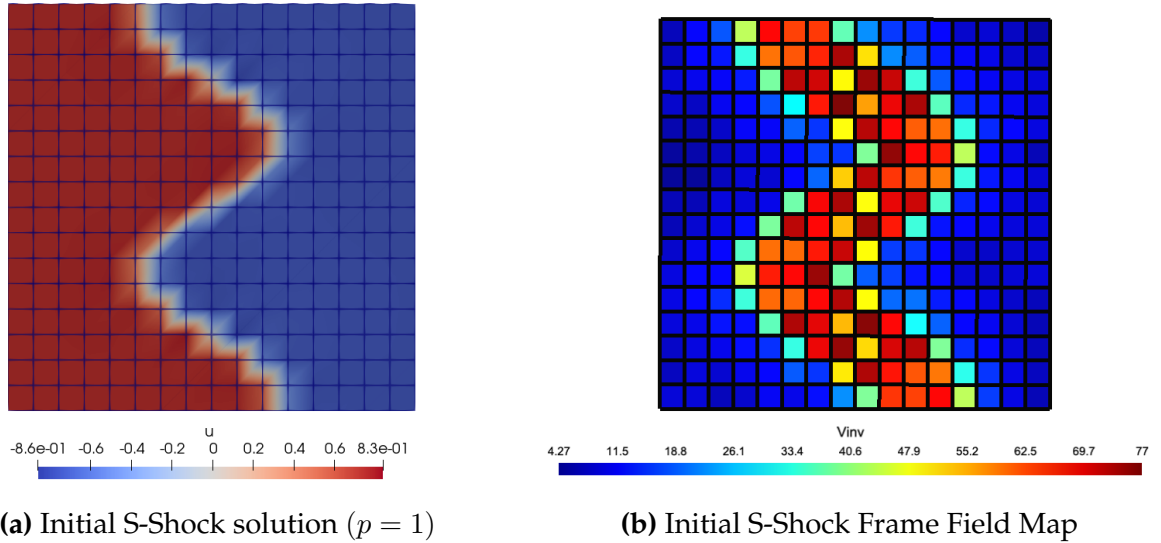 u
-8.6e-01 -0.6 -0.4 -0.2 0 0.2 0.4 0.6 8.3e-01
(a) Initial S-Shock solution (p = 1)
Vinv
4.27 11.5 18.8 26.1 33.4 40.6 47.9 55.2 62.5 69.7 77
(b) Initial S-Shock Frame Field Map